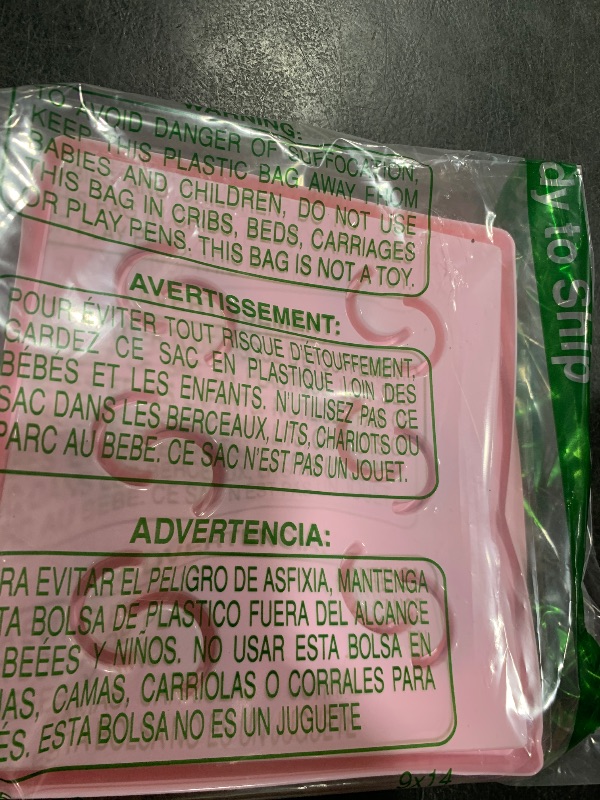 WARNING:
TO AVOID DANGER OF SUFFOCATION,
KEEP THIS PLASTIC BAG AWAY FROM
BABIES AND CHILDREN, DO NOT USE
THIS BAG IN CRIBS, BEDS, CARRIAGES
OR PLAY PENS. THIS BAG IS NOT A TOY.
AVERTISSEMENT:
POUR ÉVITER TOUT RISQUE D'ÉTOUFFEMENT,
GARDEZ CE SAC EN PLASTIQUE LOIN DES
BÉBÉS ET LES ENFANTS. N'UTILISEZ PAS CE
SAC DANS LES BERCEAUX, LITS, CHARIOTS OU
PARC AU BEBE. CE SAC N'EST PAS UN JOUET.
ADVERTENCIA:
RA EVITAR EL PELIGRO DE ASFIXIA, MANTENGA
TA BOLSA DE PLASTICO FUERA DEL ALCANCE
BEÉES Y NIÑOS. NO USAR ESTA BOLSA EN
AS, CAMAS, CARRIOLAS O CORRALES PARA
ÉS. ESTA BOLSA NO ES UN JUGUETE
9x14
dy to Ship